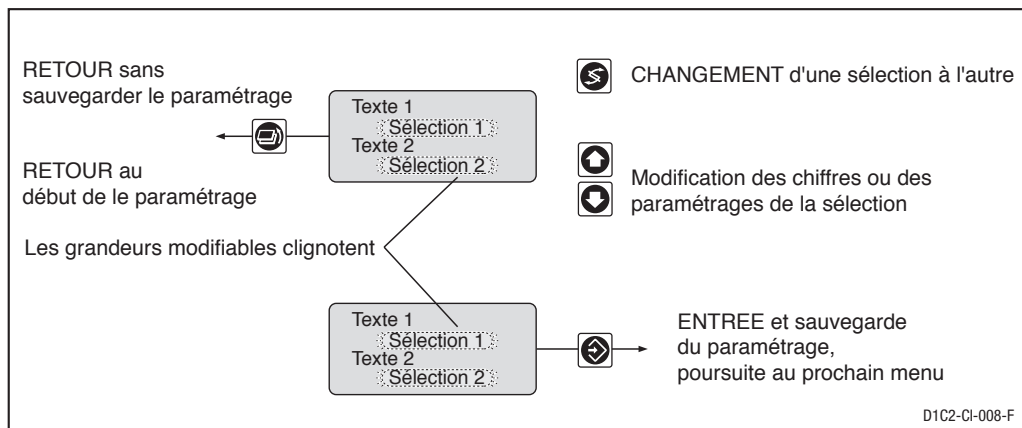 RETOUR sans
sauvegarder le paramétrage
RETOUR au
début de le paramétrage
Texte 1
Sélection 1
Texte 2
Sélection 2
CHANGEMENT d'une sélection à l'autre
Modification des chiffres ou des
paramétrages de la sélection
Les grandeurs modifiables clignotent
Texte 1
Sélection 1
Texte 2
Sélection 2
ENTREE et sauvegarde
du paramétrage,
poursuite au prochain menu
D1C2-CI-008-F